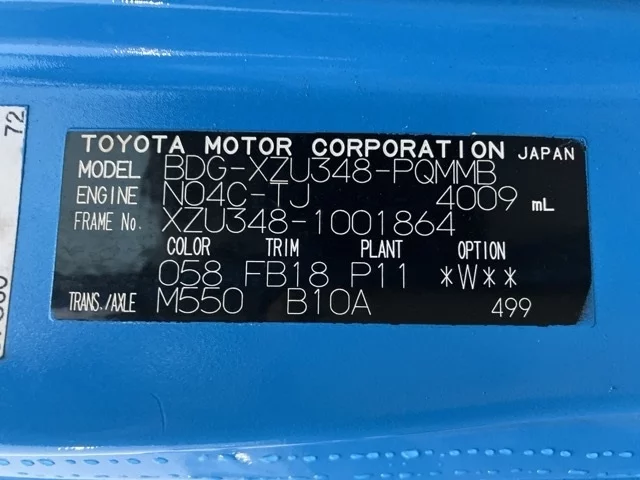 72
TOYOTA MOTOR CORPORATION JAPAN
MODEL BDG-XZU348-PQMMB
ENGINE N04C-TJ 4009 mL
FRAME No. XZU348-1001864
COLOR TRIM PLANT OPTION
058 FB18 P11 *W**
TRANS./AXLE M550 B10A 499